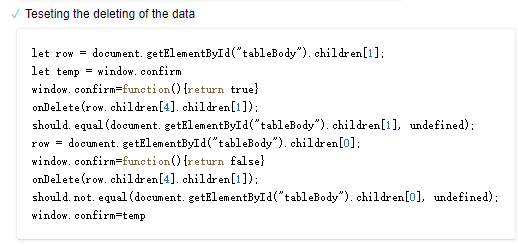 ✓ Teseting the deleting of the data
let row = document.getElementById("tableBody").children[1];
let temp = window.confirm
window.confirm=function(){return true}
onDelete(row.children[4].children[1]);
should.equal(document.getElementById("tableBody").children[1], undefined);
row = document.getElementById("tableBody").children[0];
window.confirm=function(){return false}
onDelete(row.children[4].children[1]);
should.not.equal(document.getElementById("tableBody").children[0], undefined);
window.confirm=temp